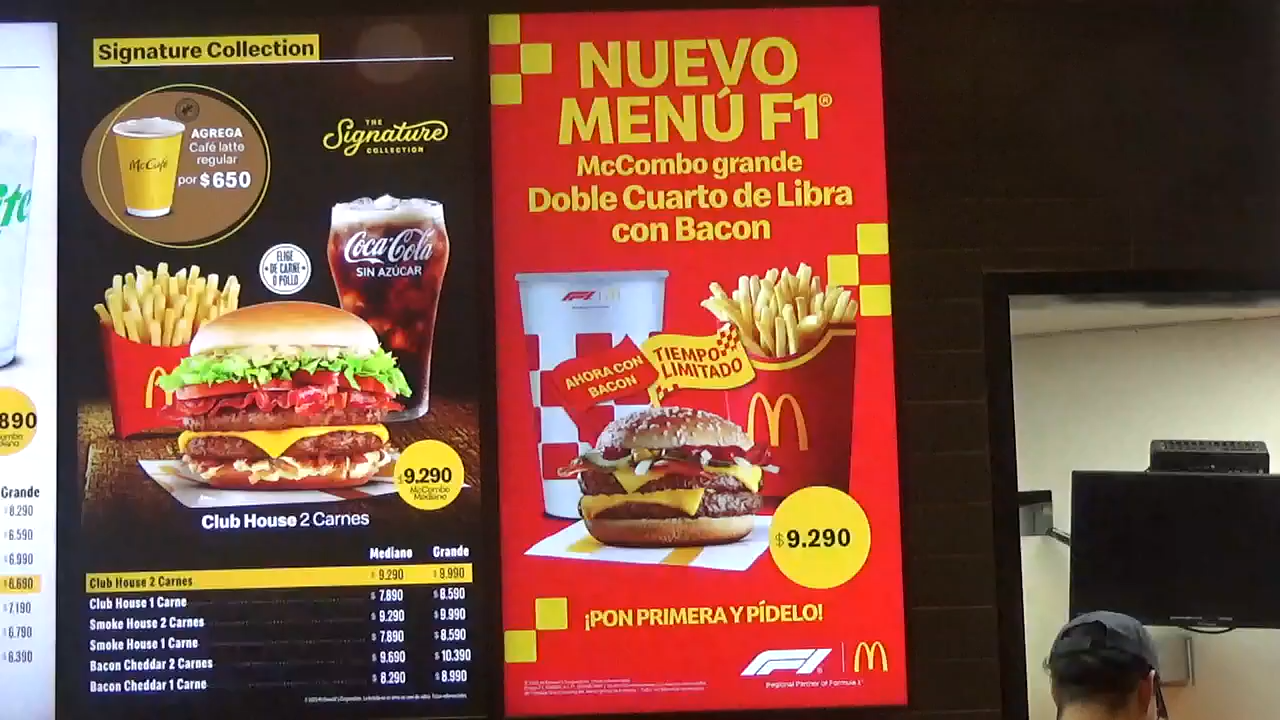 890
Grande
$8.290
$6.590
$6.990
$6.690
$7.190
$6.790
$6.390
Signature Collection
AGREGA
Café latte
regular
por $650
McCafé
THE
Signature
COLLECTION
Coca-Cola
SIN AZÚCAR
ELIGE
DE CARNE
O POLLO
$9.290
McCombo
Mediano
Club House 2 Carnes
Mediano Grande
Club House 2 Carnes $9.290 $9.990
Club House 1 Carne $7.890 $8.590
Smoke House 2 Carnes $9.290 $9.990
Smoke House 1 Carne $7.890 $8.590
Bacon Cheddar 2 Carnes $9.690 $10.390
Bacon Cheddar 1 Carne $8.290 $8.990
NUEVO
MENÚ F1®
McCombo grande
Doble Cuarto de Libra
con Bacon
F1
AHORA CON
BACON
TIEMPO
LIMITADO
$9.290
¡PON PRIMERA Y PÍDELO!
F1
Regional Partner of Formula 1®